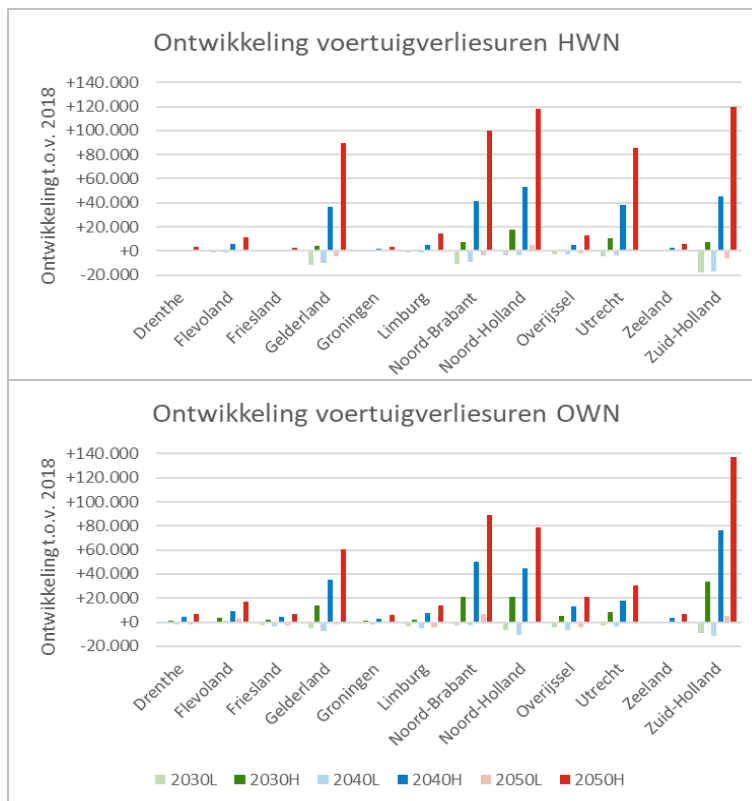 Ontwikkeling voertuigverliesuren HWN
Ontwikkelingt.o.v. 2018
+140.000
+120.000
+100.000
+80.000
+60.000
+40.000
+20.000
+0
-20.000
Drenthe
Flevoland
Friesland
Gelderland
Groningen
Limburg
Noord-Brabant
Noord-Holland
Overijssel
Utrecht
Zeeland
Zuid-Holland
Ontwikkeling voertuigverliesuren OWN
Ontwikkelingt.o.v. 2018
+140.000
+120.000
+100.000
+80.000
+60.000
+40.000
+20.000
+0
-20.000
Drenthe
Flevoland
Friesland
Gelderland
Groningen
Limburg
Noord-Brabant
Noord-Holland
Overijssel
Utrecht
Zeeland
Zuid-Holland
2030L 2030H 2040L 2040H 2050L 2050H